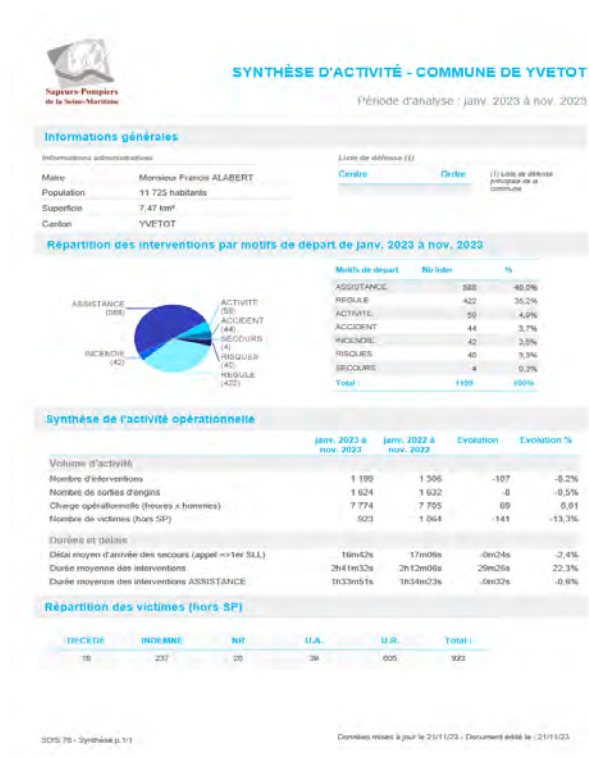 Sapeurs-Pompiers
de la Seine-Maritime
SYNTHÈSE D'ACTIVITÉ - COMMUNE DE YVETOT
Période d'analyse : janv. 2023 à nov. 2023
Informations générales
Informations administratives
Maire Monsieur Francis ALABERT
Population 11 725 habitants
Superficie 7,47 km²
Canton YVETOT
Liste de défense (1)
Centre Ordre
(1) Liste de défense
principale de la
commune
Répartition des interventions par motifs de départ de janv. 2023 à nov. 2023
ASSISTANCE
(588)
INCENDIE
(42)
ACTIVITE
(59)
ACCIDENT
(44)
SECOURS
(4)
RISQUES
(40)
REGULE
(422)
Motifs de départ Nb Inter %
ASSISTANCE 588 49,0%
REGULE 422 35,2%
ACTIVITE 59 4,9%
ACCIDENT 44 3,7%
INCENDIE 42 3,5%
RISQUES 40 3,3%
SECOURS 4 0,3%
Total : 1199 100%
Synthèse de l'activité opérationnelle
janv. 2023 à nov. 2023 janv. 2022 à nov. 2022 Evolution Evolution %
Volume d'activité
Nombre d'interventions 1 199 1 306 -107 -8,2%
Nombre de sorties d'engins 1 624 1 632 -8 -0,5%
Charge opérationnelle (heures x hommes) 7 774 7 705 69 0,01
Nombre de victimes (hors SP) 923 1 064 -141 -13,3%
Durées et délais
Délai moyen d'arrivée des secours (appel =>1er SLL) 16m42s 17m06s -0m24s -2,4%
Durée moyenne des interventions 2h41m32s 2h12m06s 29m26s 22,3%
Durée moyenne des interventions ASSISTANCE 1h33m51s 1h34m23s -0m32s -0,6%
Répartition des victimes (hors SP)
DECEDE INDEMNE NR U.A. U.R. Total :
237 605 923
SDIS 76 - Synthèse p.1/1
Données mises à jour le 21/11/23 - Document édité le : 21/11/23